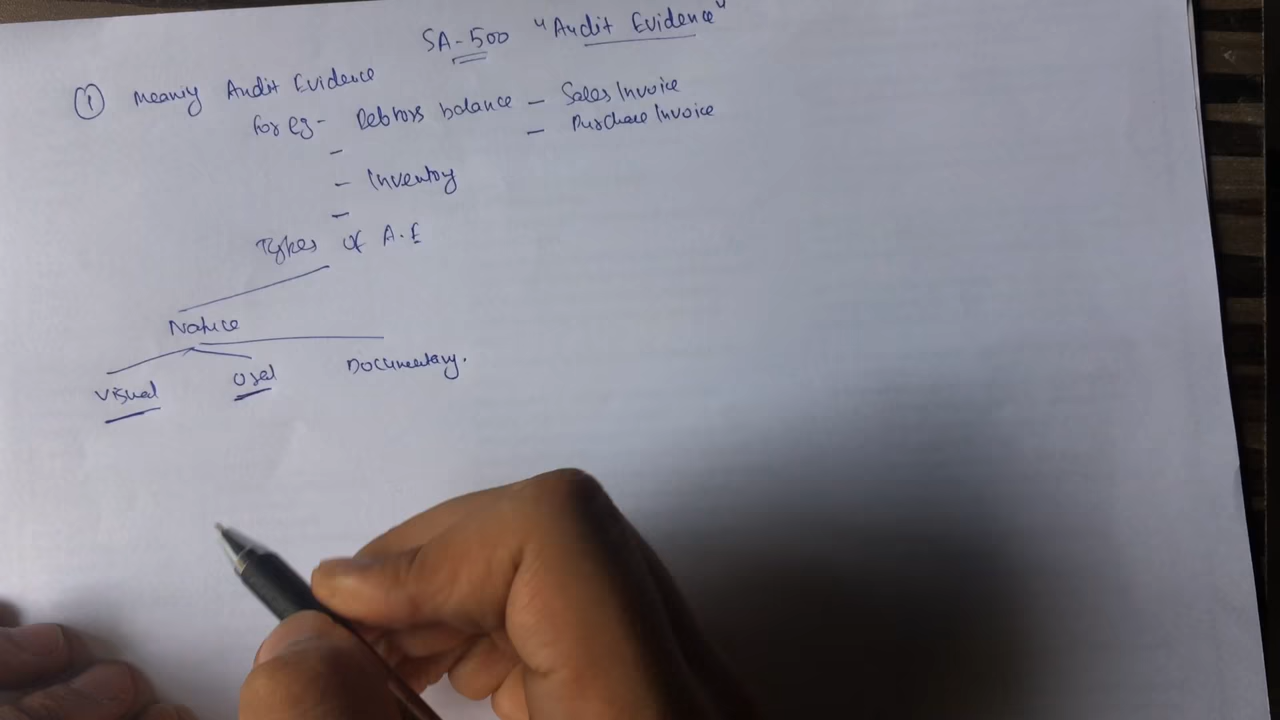 SA-500 "Audit Evidence"
① Meaning Audit Evidence
For eg- Debtors balance - Sales Invoice
- Purchase Invoice
-
- Inventory
-
Types of A.E
Nature
Visual Oral Documentary.